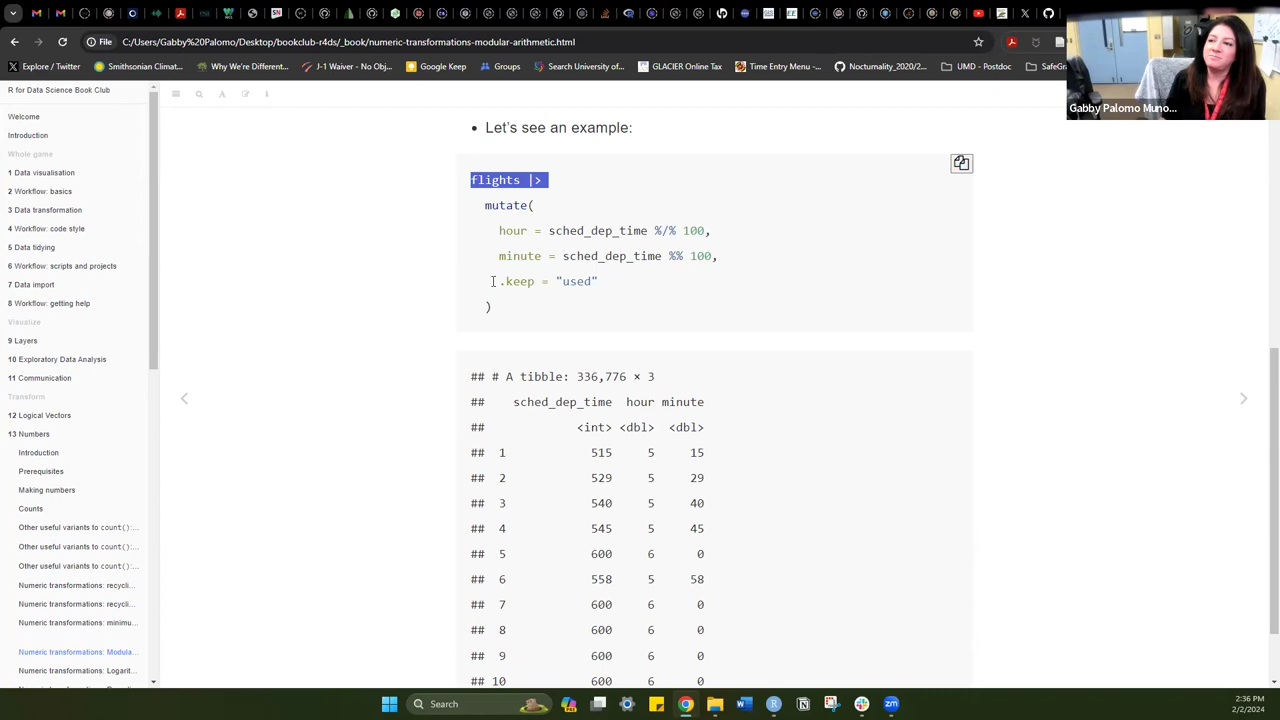 File
C:/Users/Gabby%20Palomo/Desktop/bookclub-r4ds/_book/numeric-transformations-modular-arithmetic.html
Explore / Twitter
Smithsonian Climat...
Why We're Different...
J-1 Waiver - No Obj...
Google Keep
Groups
Search University of...
GLACIER Online Tax
Time Entry Menu -...
Nocturnality_2020/2...
UMD - Postdoc
SafeGra
Gabby Palomo Muno...
R for Data Science Book Club
Welcome
Introduction
Whole game
1 Data visualisation
2 Workflow: basics
3 Data transformation
4 Workflow: code style
5 Data tidying
6 Workflow: scripts and projects
7 Data import
8 Workflow: getting help
Visualize
9 Layers
10 Exploratory Data Analysis
11 Communication
Transform
12 Logical Vectors
13 Numbers
Introduction
Prerequisites
Making numbers
Counts
Other useful variants to count():...
Other useful variants to count():...
Other useful variants to count():...
Numeric transformations: recycli...
Numeric transformations: recycli...
Numeric transformations: minimu...
Numeric transformations: Modula...
Numeric transformations: Logarit...
• Let's see an example:
flights |>
mutate(
hour = sched_dep_time %/% 100,
minute = sched_dep_time %% 100,
.keep = "used"
)
## # A tibble: 336,776 × 3
## sched_dep_time hour minute
## <int> <dbl> <dbl>
## 1 515 5 15
## 2 529 5 29
## 3 540 5 40
## 4 545 5 45
## 5 600 6 0
## 6 558 5 58
## 7 600 6 0
## 8 600 6 0
## 9 600 6 0
## 10 600 6 0
Search
2:36 PM
2/2/2024